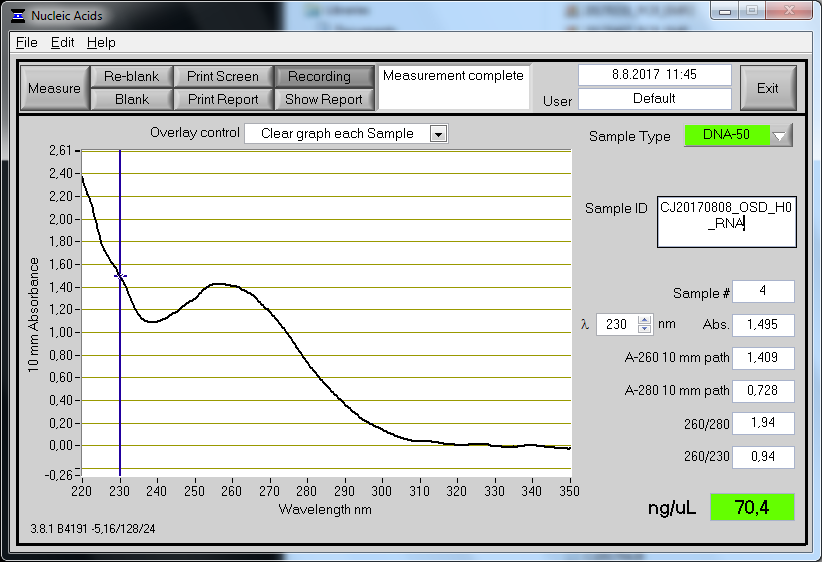 Nucleic Acids
File Edit Help
Measure
Re-blank
Print Screen
Recording
Blank
Print Report
Show Report
Measurement complete
User
8.8.2017 11:45
Default
Exit
Overlay control
Clear graph each Sample
Sample Type
DNA-50
Sample ID
CJ20170808_OSD_H0
_RNA
Sample # 4
λ 230 nm Abs. 1,495
A-260 10 mm path 1,409
A-280 10 mm path 0,728
260/280 1,94
260/230 0,94
ng/uL 70,4
10 mm Absorbance
2,61
2,40
2,20
2,00
1,80
1,60
1,40
1,20
1,00
0,80
0,60
0,40
0,20
0,00
-0,26
220 230 240 250 260 270 280 290 300 310 320 330 340 350
Wavelength nm
3.8.1 B4191 -5,16/128/24